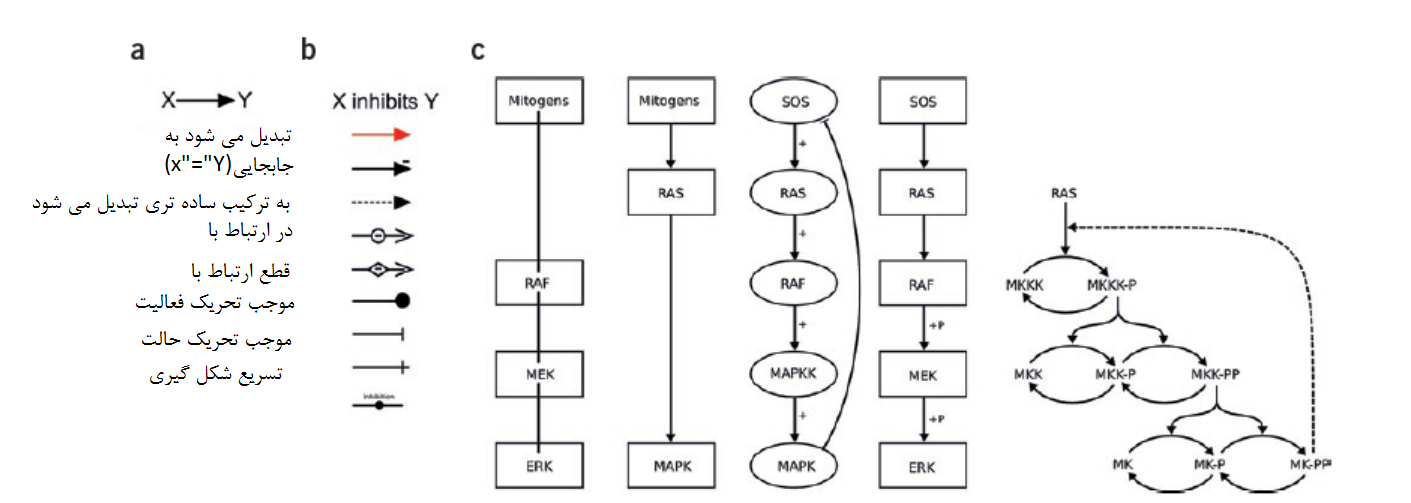 a
X Y
تبدیل می شود به
جابجایی(x"="Y)
به ترکیب ساده تری تبدیل می شود
در ارتباط با
قطع ارتباط با
موجب تحریک فعالیت
موجب تحریک حالت
تسریع شکل گیری
b
X inhibits Y
inhibition
c
Mitogens
RAF
MEK
ERK
Mitogens
RAS
MAPK
SOS
+
RAS
+
RAF
+
MAPKK
+
MAPK
SOS
RAS
RAF
+P
MEK
+P
ERK
RAS
MKKK MKKK-P
MKK MKK-P MKK-PP
MK MK-P MK-PP